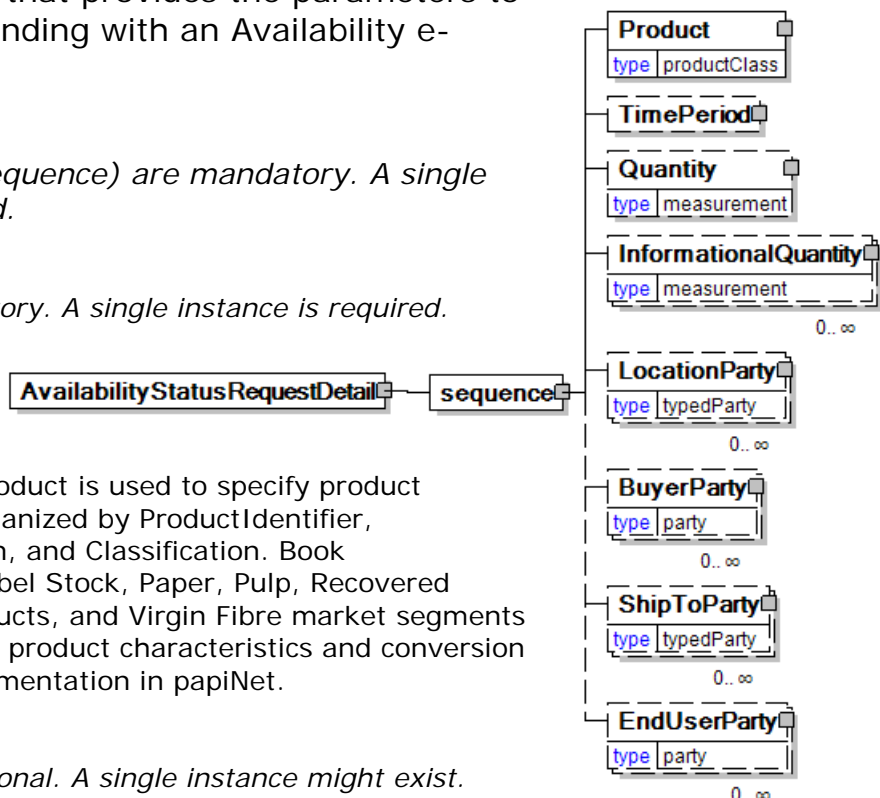 that provides the parameters to
nding with an Availability e-
equence) are mandatory. A single
d.
ory. A single instance is required.
oduct is used to specify product
anized by ProductIdentifier,
n, and Classification. Book
bel Stock, Paper, Pulp, Recovered
ucts, and Virgin Fibre market segments
product characteristics and conversion
mentation in papiNet.
onal. A single instance might exist.
AvailabilityStatusRequestDetail
sequence
Product
type productClass
TimePeriod
Quantity
type measurement
InformationalQuantity
type measurement
0.. ∞
LocationParty
type typedParty
0.. ∞
BuyerParty
type party
0.. ∞
ShipToParty
type typedParty
0.. ∞
EndUserParty
type party
0.. ∞